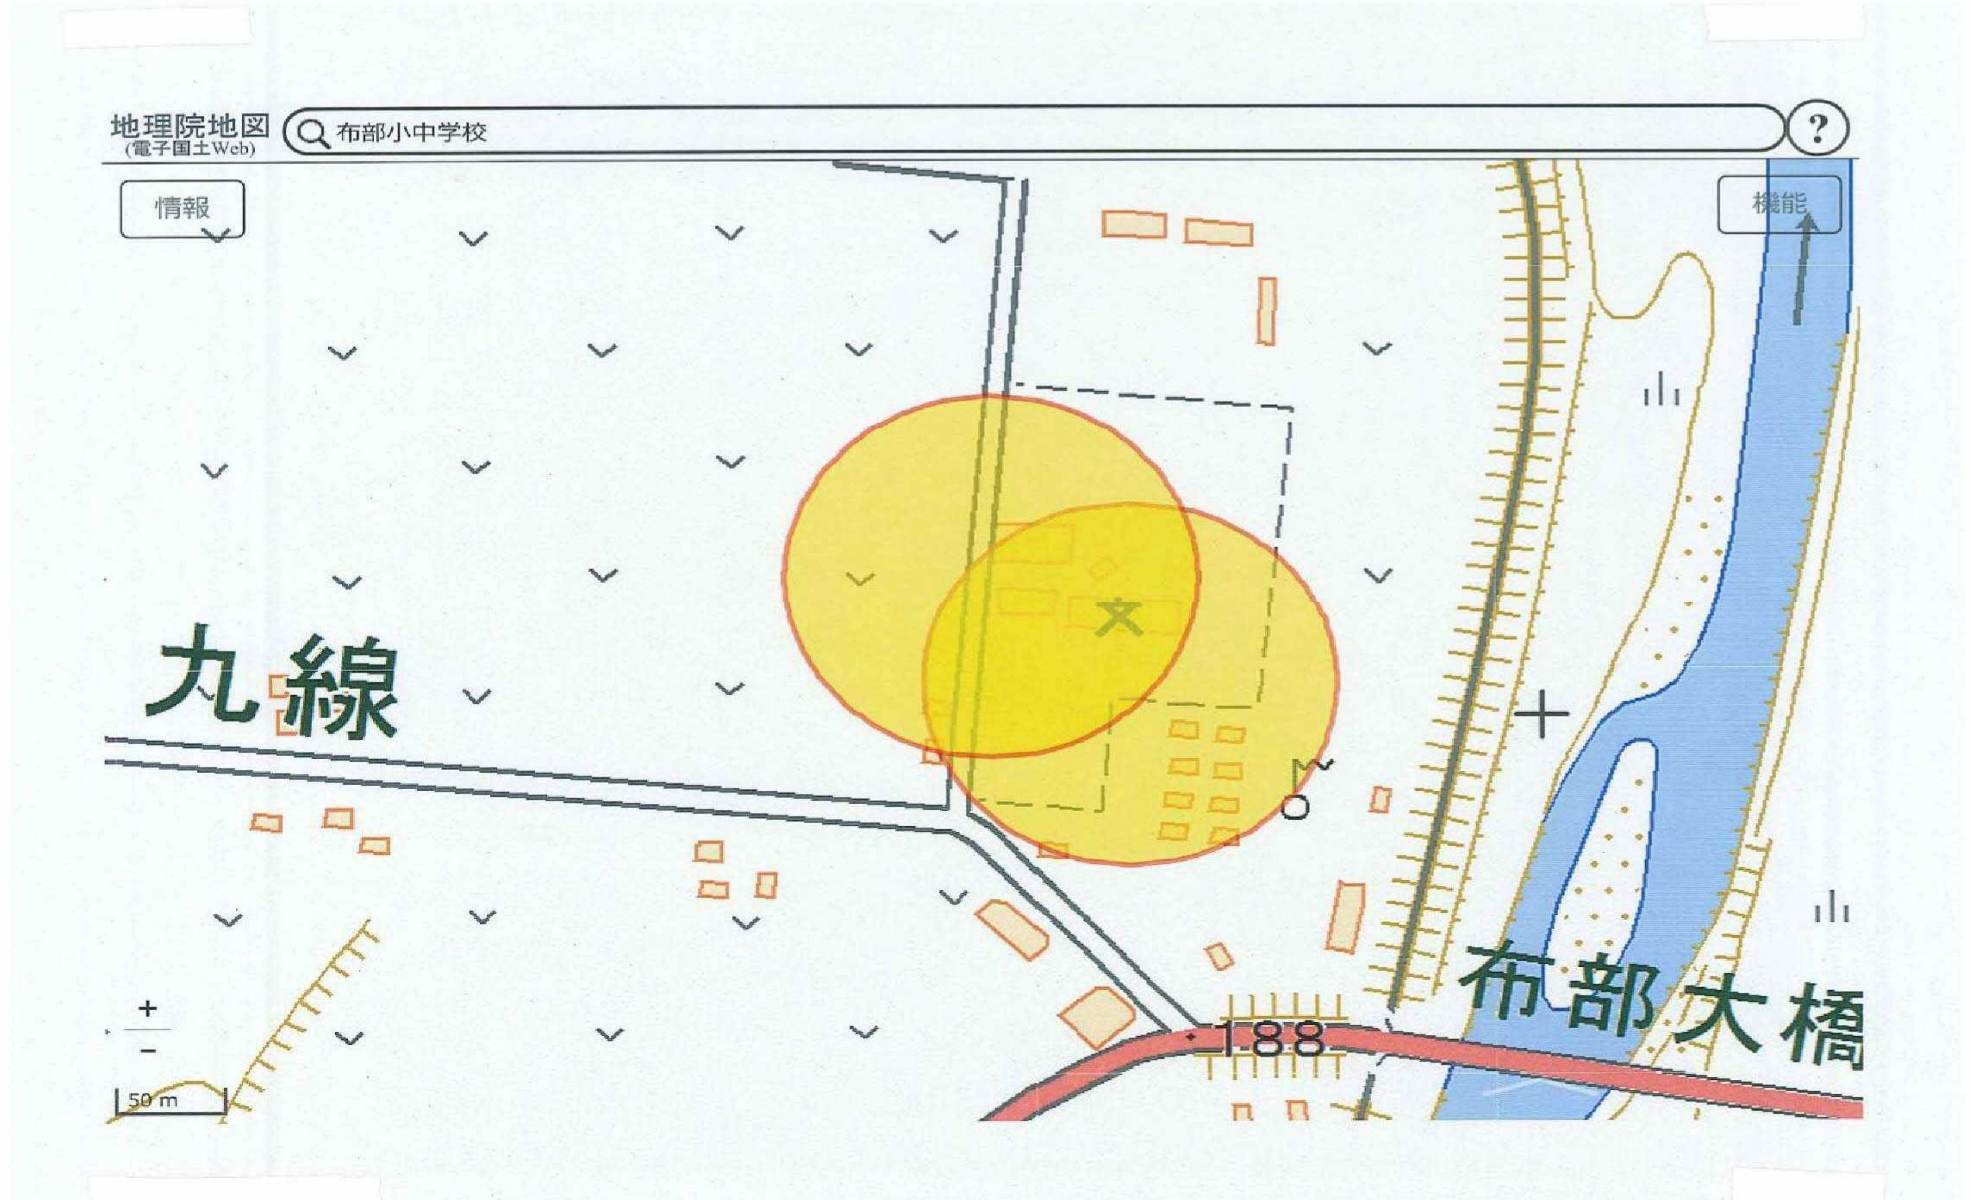 地理院地図
(電子国土Web)
布部小中学校
?
情報
機能
文
九線
布部大橋
188
+
−
50 m